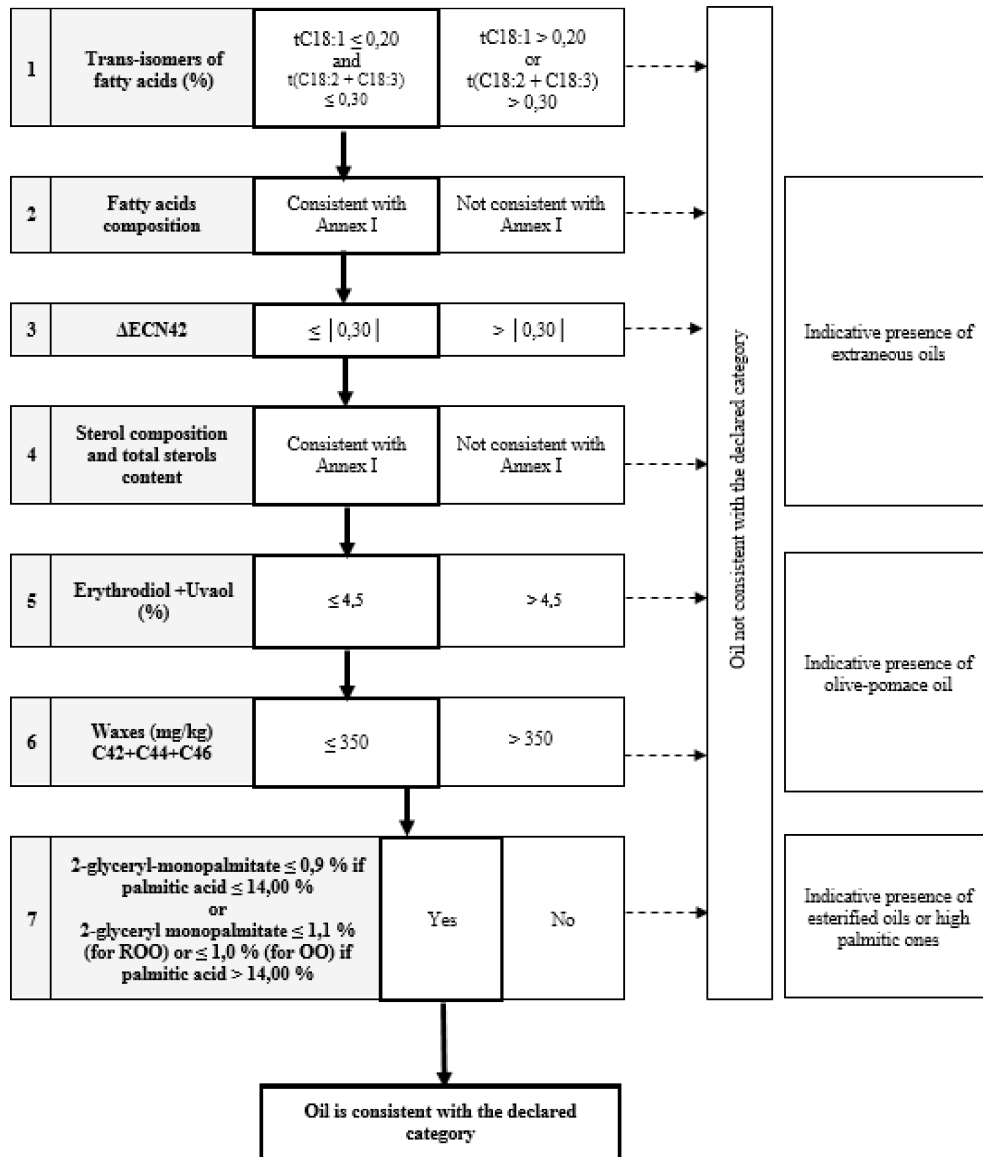 1
Trans-isomers of
fatty acids (%)
tC18:1 ≤ 0,20
and
t(C18:2 + C18:3)
≤ 0,30
tC18:1 > 0,20
or
t(C18:2 + C18:3)
> 0,30
2
Fatty acids
composition
Consistent with
Annex I
Not consistent with
Annex I
3
ΔECN42
≤ | 0,30 |
> | 0,30 |
4
Sterol composition
and total sterols
content
Consistent with
Annex I
Not consistent with
Annex I
5
Erythrodiol +Uvaol
(%)
≤ 4,5
> 4,5
6
Waxes (mg/kg)
C42+C44+C46
≤ 350
> 350
7
2-glyceryl-monopalmitate ≤ 0,9 % if
palmitic acid ≤ 14,00 %
or
2-glyceryl monopalmitate ≤ 1,1 %
(for ROO) or ≤ 1,0 % (for OO) if
palmitic acid > 14,00 %
Yes
No
Oil not consistent with the declared category
Indicative presence of
extraneous oils
Indicative presence of
olive-pomace oil
Indicative presence of
esterified oils or high
palmitic ones
Oil is consistent with the declared
category